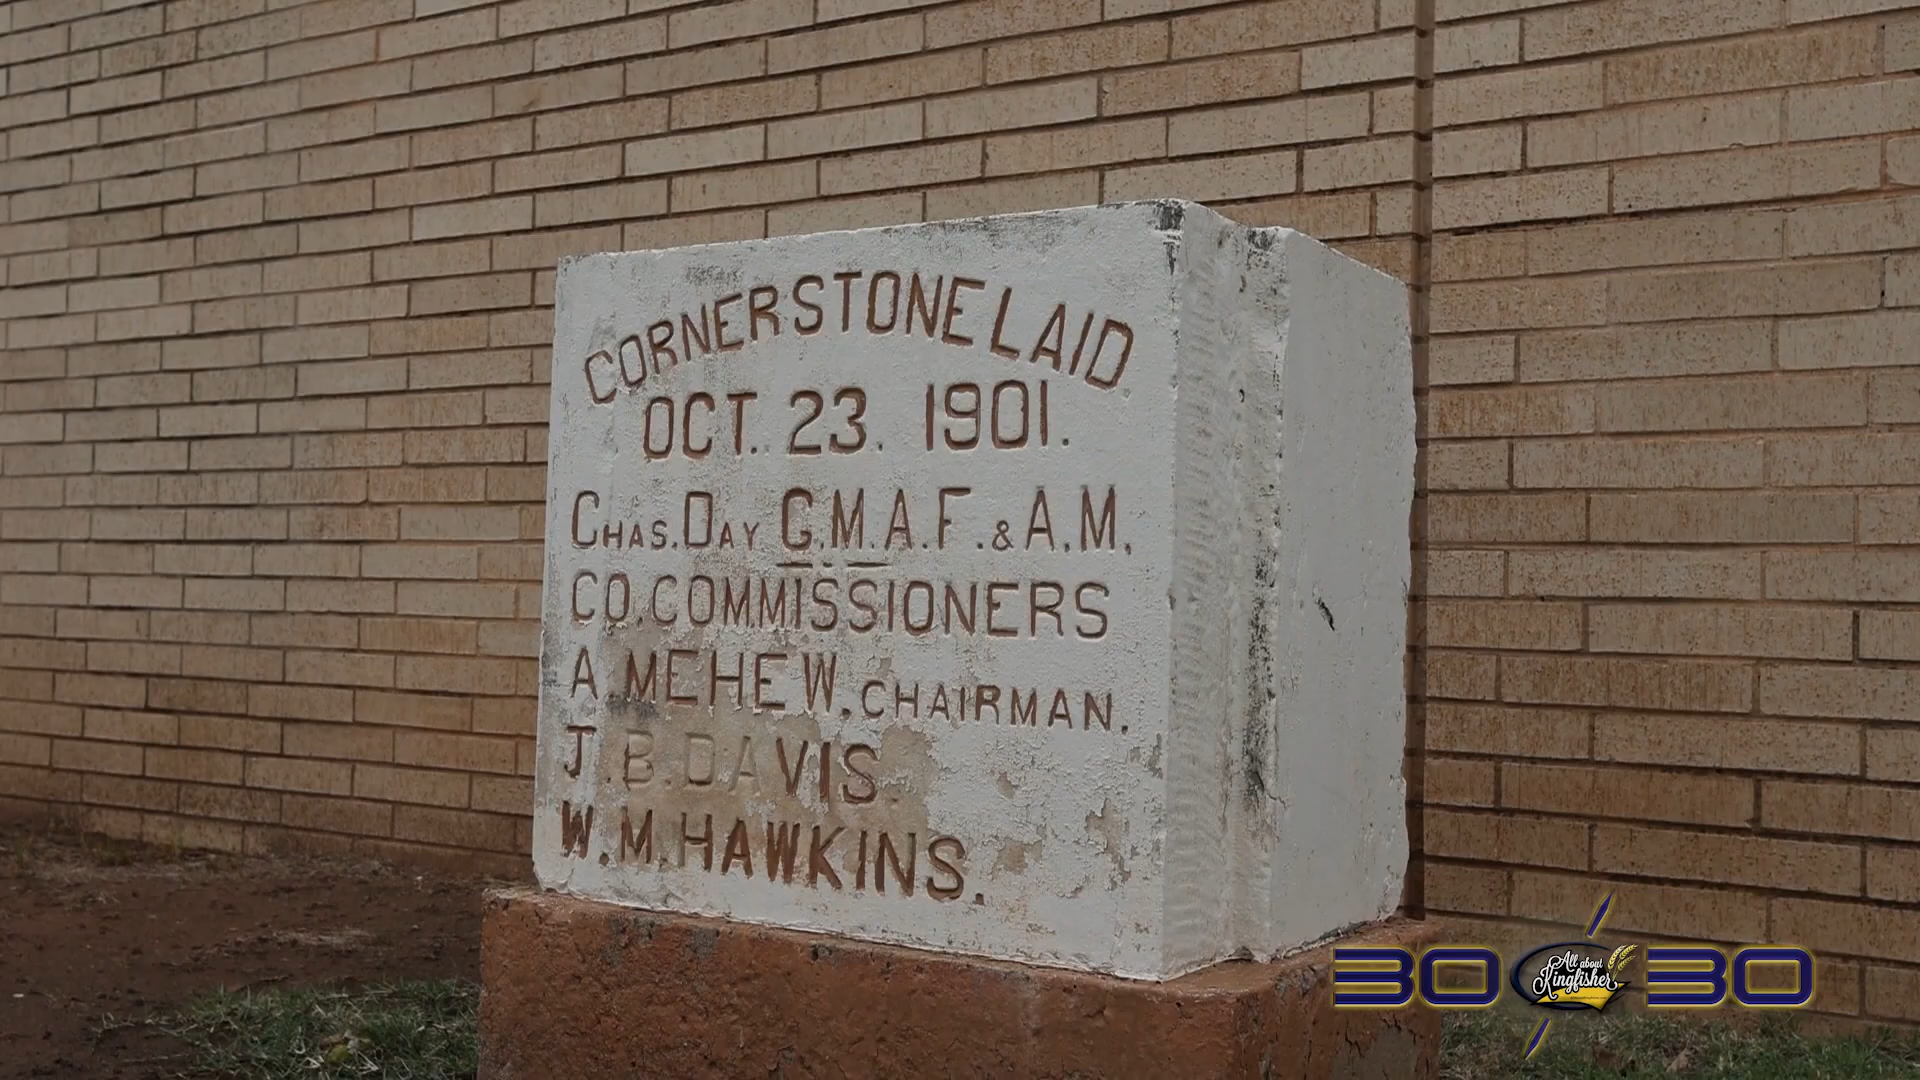 CORNERSTONE LAID
OCT. 23. 1901.
CHAS. DAY G.M.A.F. & A.M.
CO. COMMISSIONERS
A. MEHEW. CHAIRMAN.
J. B. DAVIS.
W. M. HAWKINS.
30 30
All about
Kingfisher